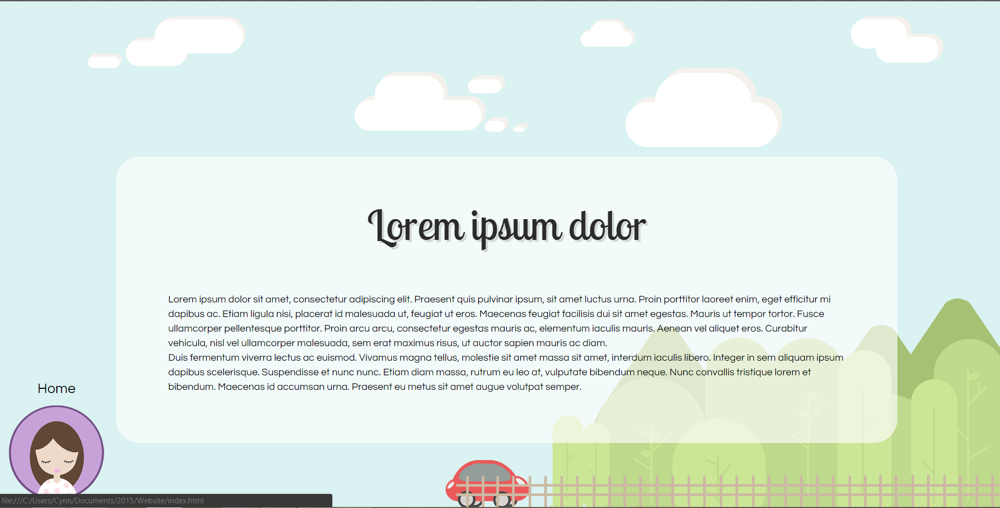 Lorem ipsum dolor
Lorem ipsum dolor sit amet, consectetur adipiscing elit. Praesent quis pulvinar ipsum, sit amet luctus urna. Proin porttitor laoreet enim, eget efficitur mi
dapibus ac. Etiam ligula nisi, placerat id malesuada ut, feugiat ut eros. Maecenas feugiat facilisis dui sit amet egestas. Mauris ut tempor tortor. Fusce
ullamcorper pellentesque porttitor. Proin arcu arcu, consectetur egestas mauris ac, elementum iaculis mauris. Aenean vel aliquet eros. Curabitur
vehicula, nisl vel ullamcorper malesuada, sem erat maximus risus, ut auctor sapien mauris ac diam.
Duis fermentum viverra lectus ac euismod. Vivamus magna tellus, molestie sit amet massa sit amet, interdum iaculis libero. Integer in sem aliquam ipsum
dapibus scelerisque. Suspendisse et nunc nunc. Etiam diam massa, rutrum eu leo at, vulputate bibendum neque. Nunc convallis tristique lorem et
bibendum. Maecenas id accumsan urna. Praesent eu metus sit amet augue volutpat semper.
Home
file:///C:/Users/Cynn/Documents/2015/Website/index.html